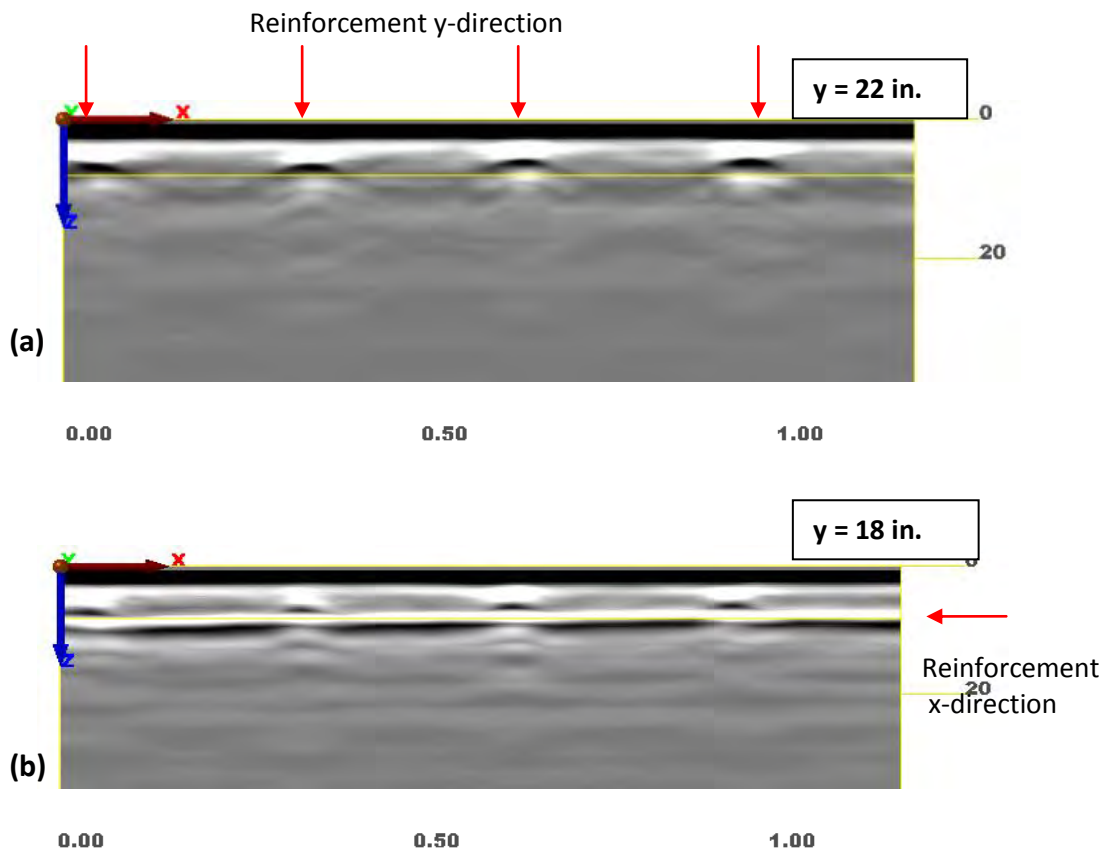 Reinforcement y-direction
y = 22 in.
Y
X
0
Z
20
(a)
0.00 0.50 1.00
y = 18 in.
Y
X
0
Z
Reinforcement
20
x-direction
(b)
0.00 0.50 1.00